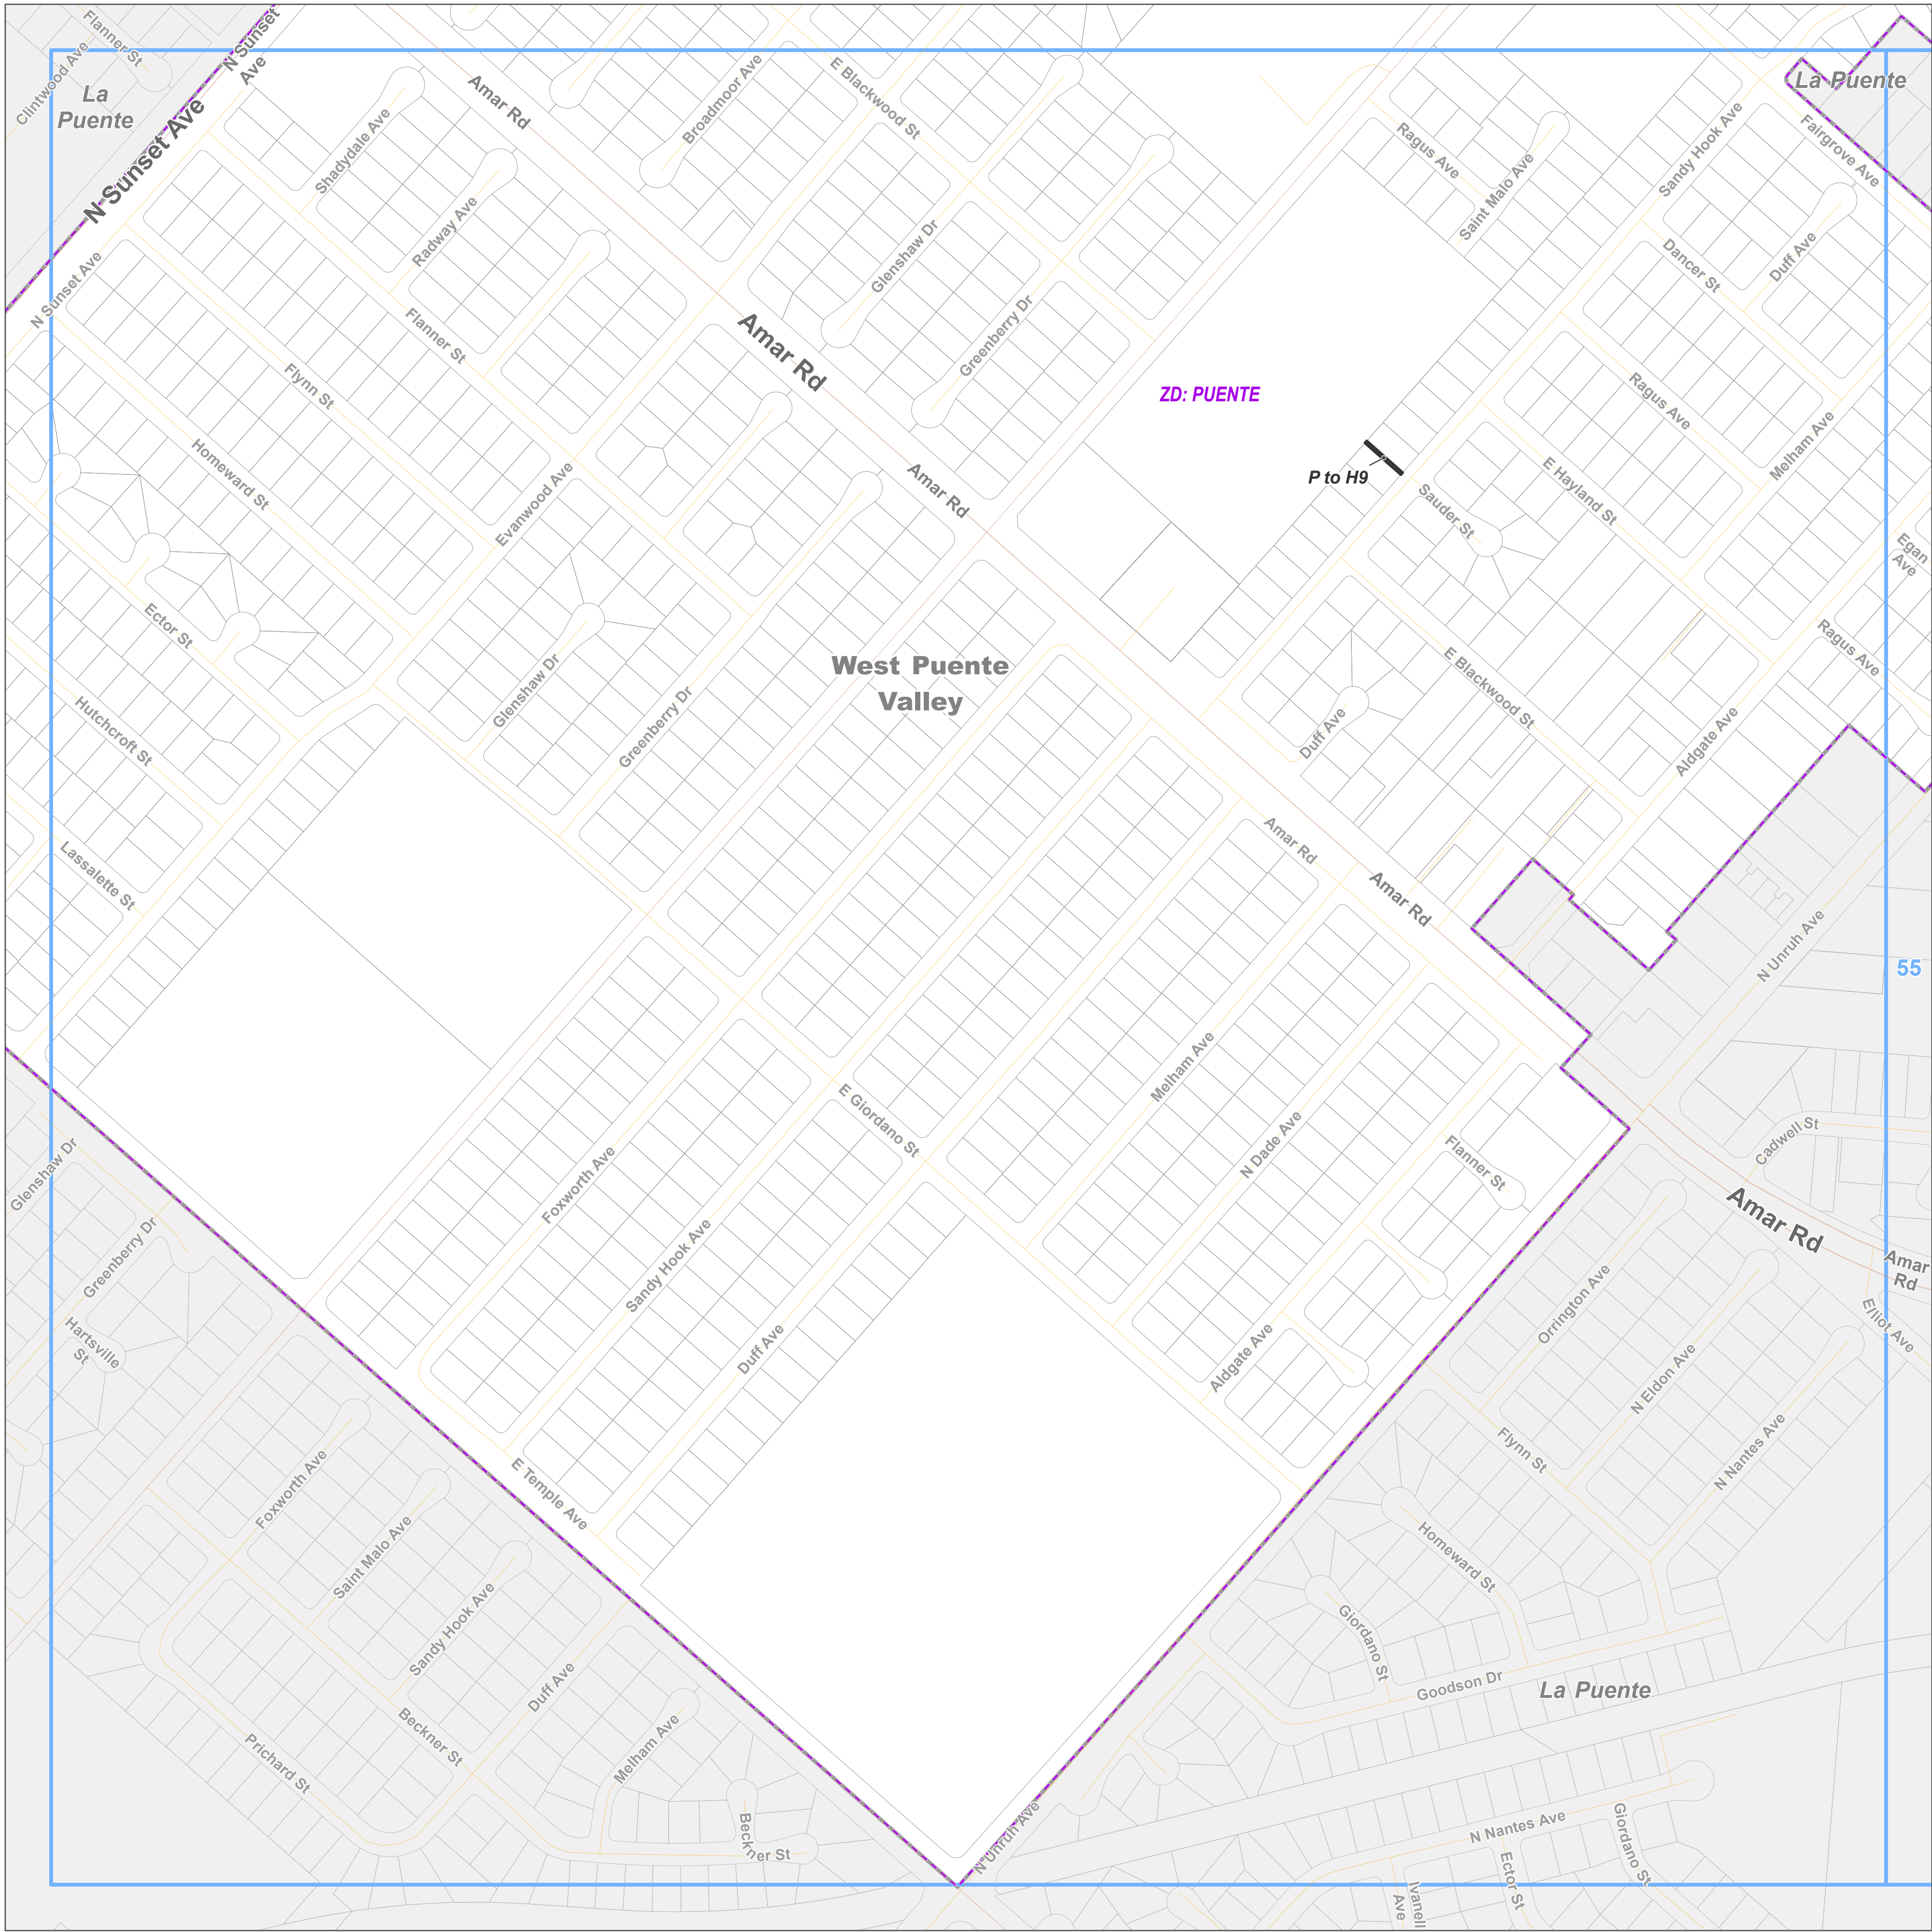 Flanner St
Clintwood Ave
La
Puente
N Sunset
Ave
N Sunset Ave
N Sunset Ave
Amar Rd
Shadydale Ave
Radway Ave
Broadmoor Ave
E Blackwood St
Glenshaw Dr
Greenberry Dr
Flanner St
Flynn St
Homeward St
Evanwood Ave
Amar Rd
Amar Rd
Ragus Ave
Saint Malo Ave
Sandy Hook Ave
La Puente
Fairgrove Ave
Dancer St
Duff Ave
Ragus Ave
Melham Ave
ZD: PUENTE
P to H9
Sauder St
E Hayland St
Egan
Ave
Ragus Ave
Ector St
Hutchcroft St
Lassalette St
Glenshaw Dr
Greenberry Dr
West Puente
Valley
Duff Ave
E Blackwood St
Aldgate Ave
Amar Rd
Amar Rd
N Unruh Ave
55
Melham Ave
E Giordano St
N Dade Ave
Flanner St
Cadwell St
Amar Rd
Amar
Rd
Elliot Ave
Foxworth Ave
Sandy Hook Ave
Duff Ave
Aldgate Ave
Glenshaw Dr
Greenberry Dr
Hartsville
St
Orrington Ave
N Eldon Ave
N Nantes Ave
Flynn St
Foxworth Ave
Saint Malo Ave
Sandy Hook Ave
E Temple Ave
Homeward St
Giordano St
Goodson Dr
La Puente
Duff Ave
Beckner St
Prichard St
Melham Ave
Beckner St
N Unruh Ave
N Nantes Ave
Giordano St
Ector St
Ivanell
Ave